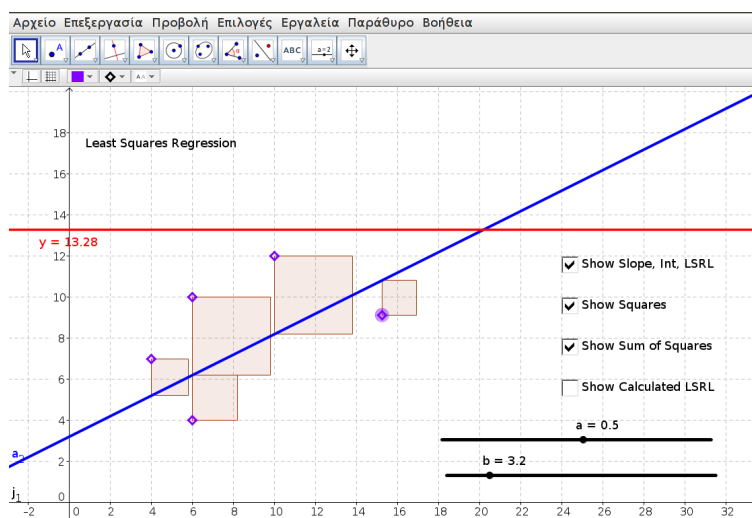 Αρχείο Επεξεργασία Προβολή Επιλογές Εργαλεία Παράθυρο Βοήθεια
A ABC a=2
AA
18
Least Squares Regression
16
14
y = 13.28
12
Show Slope, Int, LSRL
10
Show Squares
8
Show Sum of Squares
6
Show Calculated LSRL
4
a = 0.5
a₂
2
b = 3.2
j₁
0
-2 0 2 4 6 8 10 12 14 16 18 20 22 24 26 28 30 32